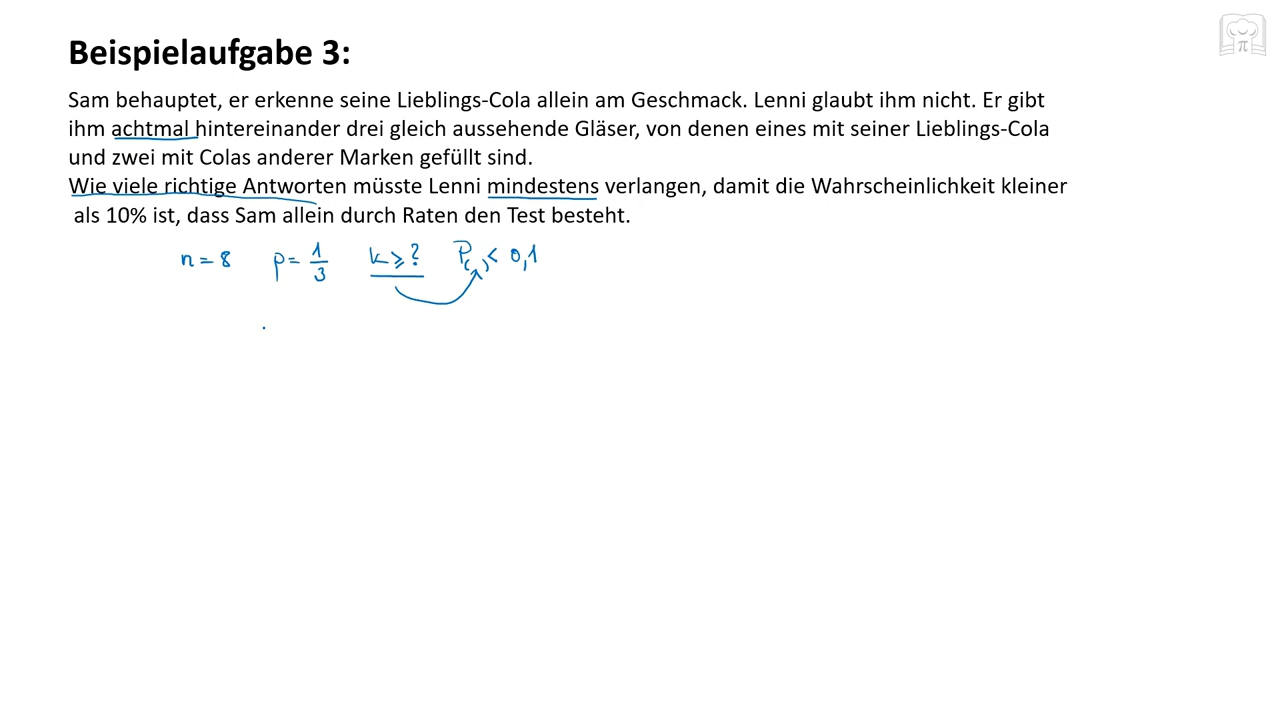 Beispielaufgabe 3:
Sam behauptet, er erkenne seine Lieblings-Cola allein am Geschmack. Lenni glaubt ihm nicht. Er gibt
ihm achtmal hintereinander drei gleich aussehende Gläser, von denen eines mit seiner Lieblings-Cola
und zwei mit Colas anderer Marken gefüllt sind.
Wie viele richtige Antworten müsste Lenni mindestens verlangen, damit die Wahrscheinlichkeit kleiner
als 10% ist, dass Sam allein durch Raten den Test besteht.
n = 8 p = 1/3 k ≥ ? P( ) < 0,1
π